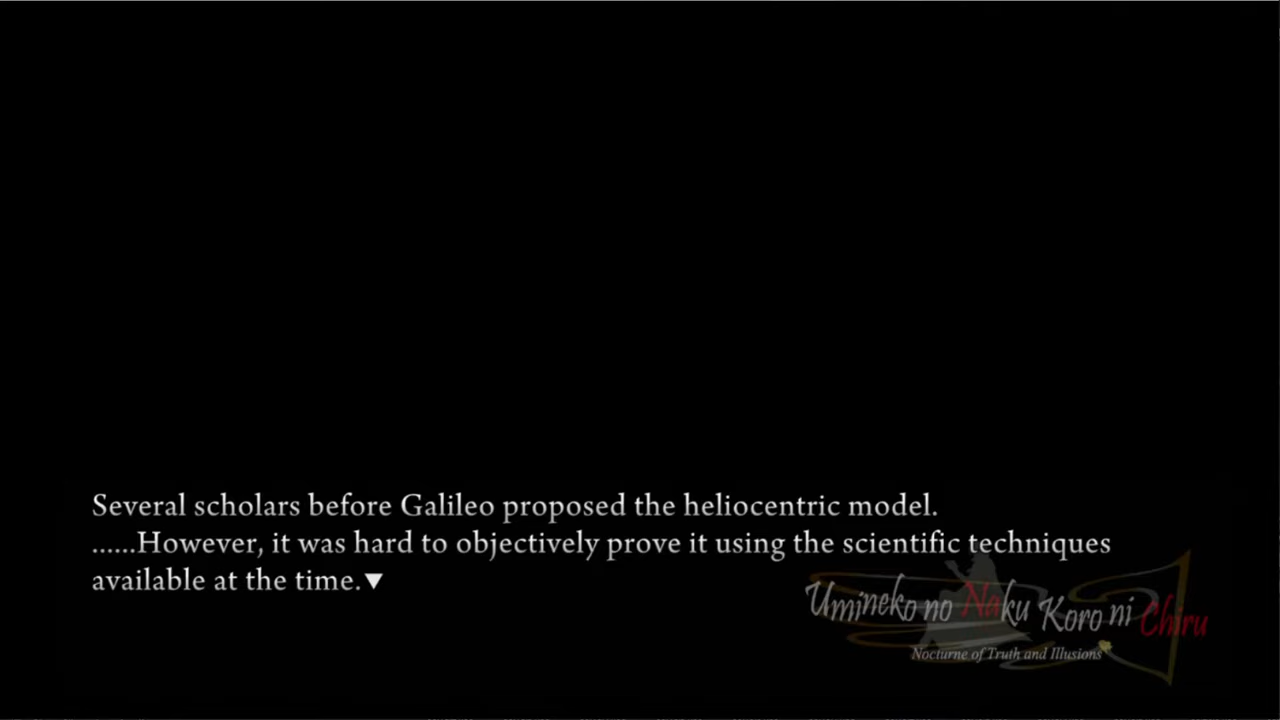 Several scholars before Galileo proposed the heliocentric model.
......However, it was hard to objectively prove it using the scientific techniques
available at the time.▼
Umineko no Naku Koro ni Chiru
Nocturne of Truth and Illusions